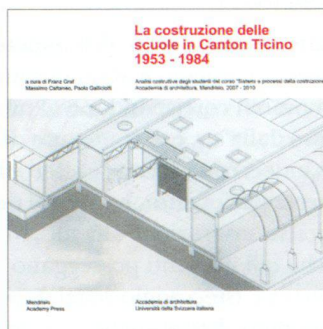 La costruzione delle
scuole in Canton Ticino
1953 - 1984
a cura di Franz Graf
Massimo Cattaneo, Paolo Galliciotti
Analisi costruttive degli studenti del corso "Sistemi e processi della costruzione"
Accademia di architettura, Mendrisio, 2007 - 2010
Mendrisio
Academy Press
Accademia di architettura
Università della Svizzera italiana